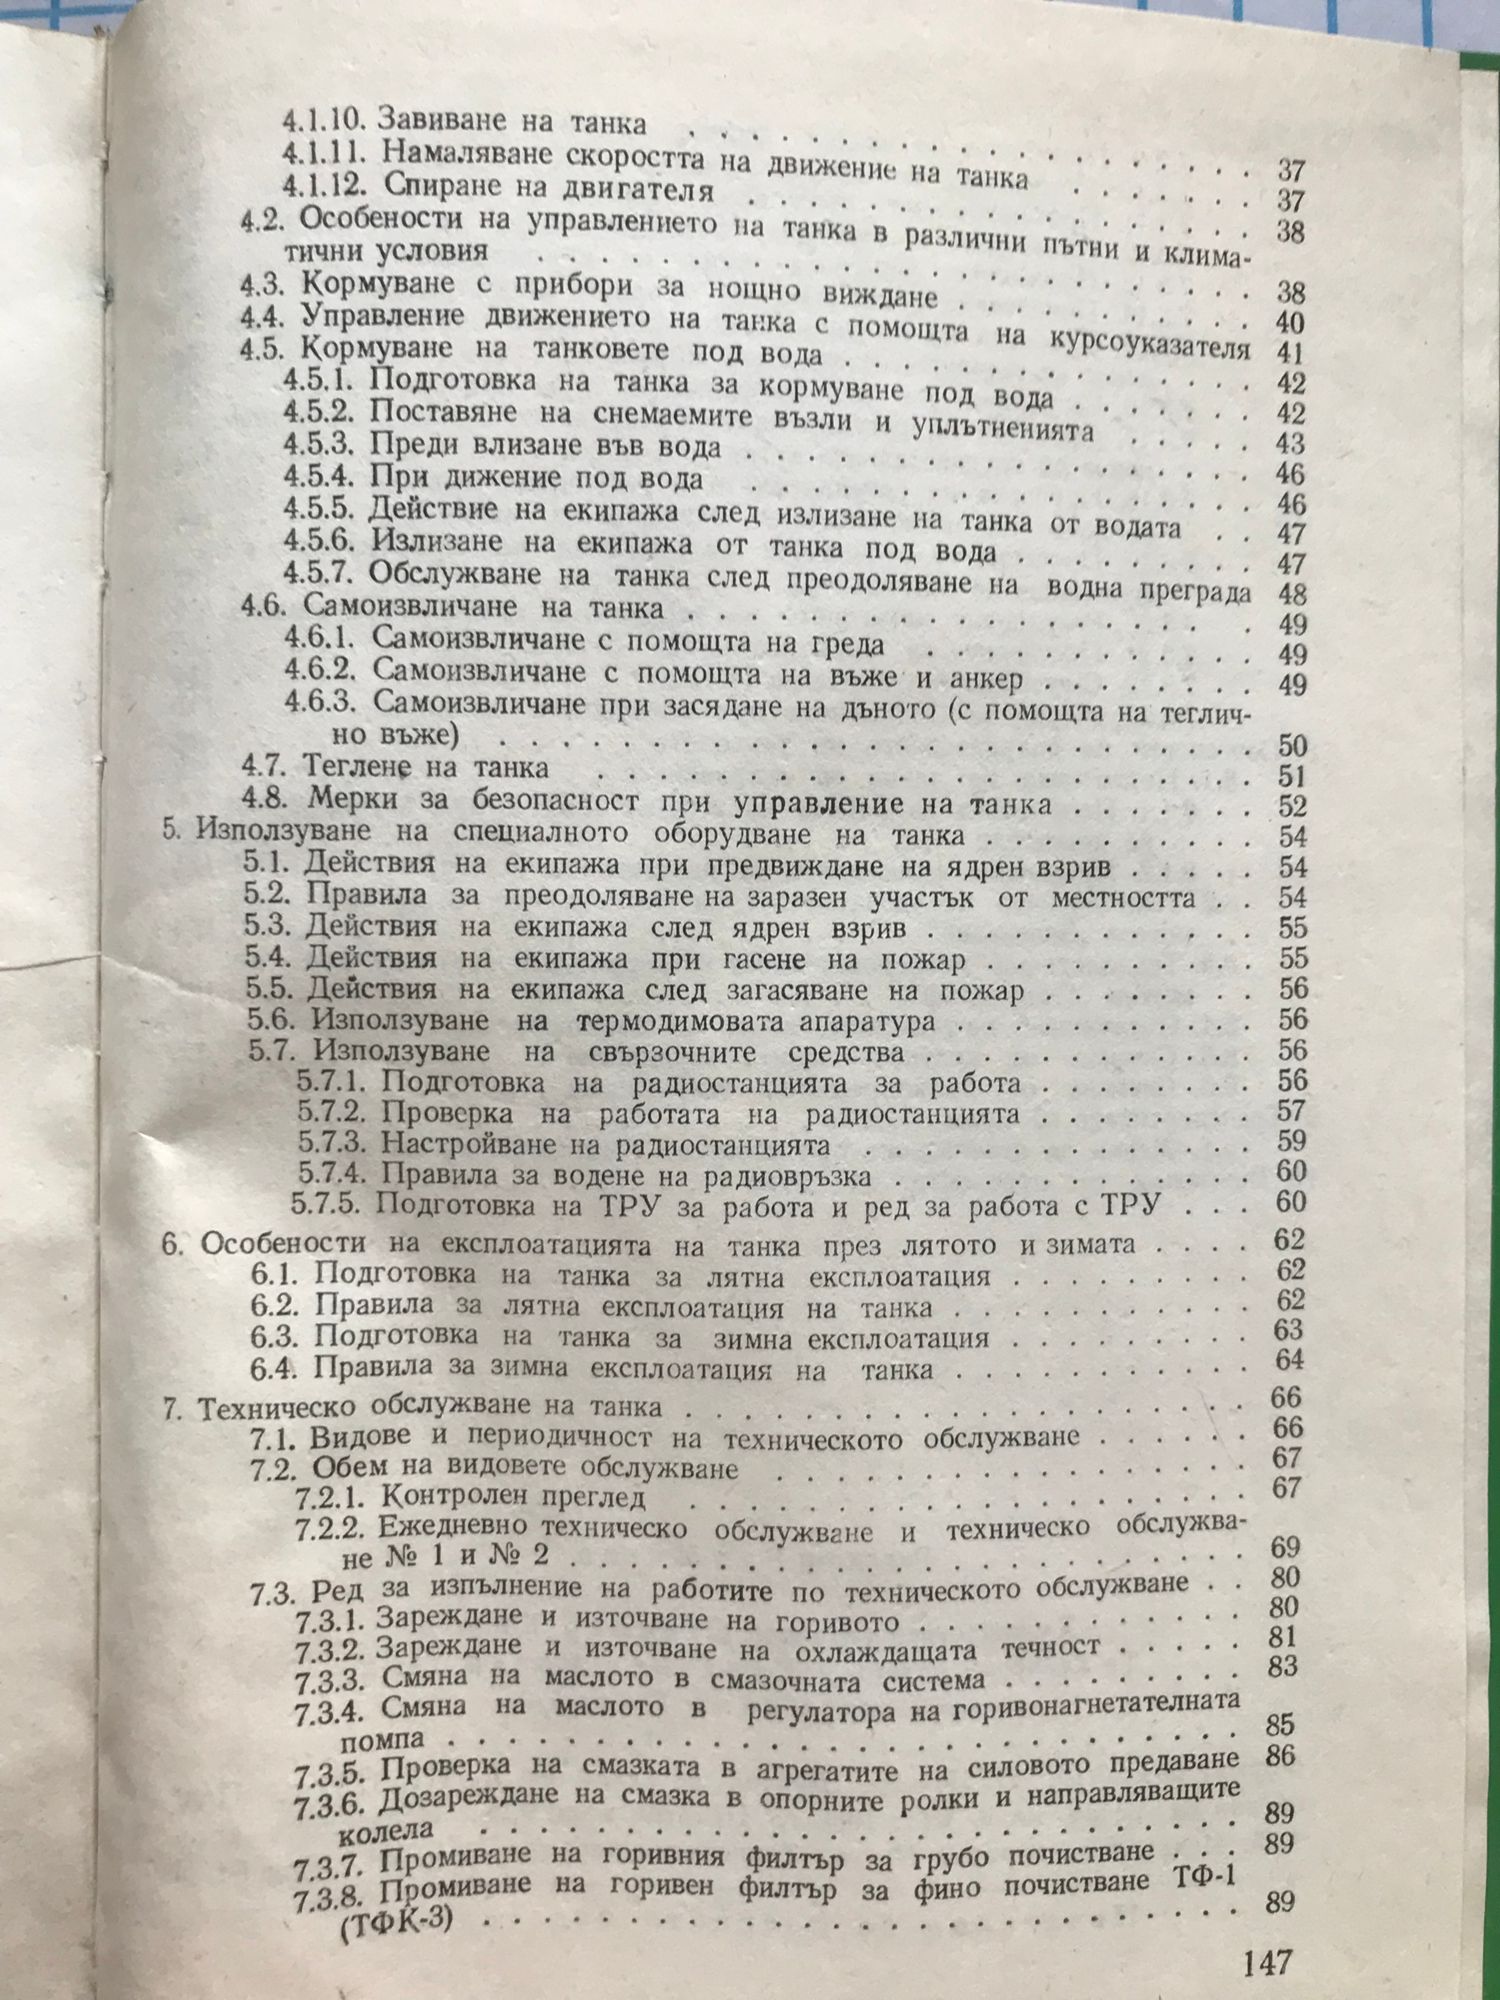 4.1.10. Завиване на танка . . . . . . . . . . . . . . . . . . 37
4.1.11. Намаляване скоростта на движение на танка . . . . . . 37
4.1.12. Спиране на двигателя . . . . . . . . . . . . . . . . 38
4.2. Особености на управлението на танка в различни пътни и клима-
тични условия . . . . . . . . . . . . . . . . . . . . 38
4.3. Кормуване с прибори за нощно виждане . . . . . . . . . . 40
4.4. Управление движението на танка с помощта на курсоуказателя 41
4.5. Кормуване на танковете под вода . . . . . . . . . . . . . 42
4.5.1. Подготовка на танка за кормуване под вода . . . . . . 42
4.5.2. Поставяне на снемаемите възли и уплътненията . . . . . 43
4.5.3. Преди влизане във вода . . . . . . . . . . . . . . . . 46
4.5.4. При дижение под вода . . . . . . . . . . . . . . . . 46
4.5.5. Действие на екипажа след излизане на танка от водата . . 47
4.5.6. Излизане на екипажа от танка под вода . . . . . . . . . 47
4.5.7. Обслужване на танка след преодоляване на водна преграда 48
4.6. Самоизвличане на танка . . . . . . . . . . . . . . . . . . 49
4.6.1. Самоизвличане с помощта на греда . . . . . . . . . . . 49
4.6.2. Самоизвличане с помощта на въже и анкер . . . . . . . . 49
4.6.3. Самоизвличане при засядане на дъното (с помощта на теглич-
но въже) . . . . . . . . . . . . . . . . . . . . . . . . 50
4.7. Теглене на танка . . . . . . . . . . . . . . . . . . . . . 51
4.8. Мерки за безопасност при управление на танка . . . . . . . 52
5. Използуване на специалното оборудване на танка . . . . . . . . . 54
5.1. Действия на екипажа при предвиждане на ядрен взрив . . . . . 54
5.2. Правила за преодоляване на заразен участък от местността . . 54
5.3. Действия на екипажа след ядрен взрив . . . . . . . . . . . . 55
5.4. Действия на екипажа при гасене на пожар . . . . . . . . . . 55
5.5. Действия на екипажа след загасяване на пожар . . . . . . . . 56
5.6. Използуване на термодимовата апаратура . . . . . . . . . . . 56
5.7. Използуване на свързочните средства . . . . . . . . . . . . 56
5.7.1. Подготовка на радиостанцията за работа . . . . . . . . 56
5.7.2. Проверка на работата на радиостанцията . . . . . . . . 57
5.7.3. Настройване на радиостанцията . . . . . . . . . . . . . 59
5.7.4. Правила за водене на радиовръзка . . . . . . . . . . . 60
5.7.5. Подготовка на ТРУ за работа и ред за работа с ТРУ . . . 60
6. Особености на експлоатацията на танка през лятото и зимата . . . . 62
6.1. Подготовка на танка за лятна експлоатация . . . . . . . . . 62
6.2. Правила за лятна експлоатация на танка . . . . . . . . . . . 62
6.3. Подготовка на танка за зимна експлоатация . . . . . . . . . 63
6.4. Правила за зимна експлоатация на танка . . . . . . . . . . . 64
7. Техническо обслужване на танка . . . . . . . . . . . . . . . . . . 66
7.1. Видове и периодичност на техническото обслужване . . . . . . 66
7.2. Обем на видовете обслужване . . . . . . . . . . . . . . . . 67
7.2.1. Контролен преглед . . . . . . . . . . . . . . . . . . . 67
7.2.2. Ежедневно техническо обслужване и техническо обслужва-
не № 1 и № 2 . . . . . . . . . . . . . . . . . . . . . 69
7.3. Ред за изпълнение на работите по техническото обслужване . . 80
7.3.1. Зареждане и източване на горивото . . . . . . . . . . . 80
7.3.2. Зареждане и източване на охлаждащата течност . . . . . 81
7.3.3. Смяна на маслото в смазочната система . . . . . . . . . 83
7.3.4. Смяна на маслото в регулатора на горивонагнетателната
помпа . . . . . . . . . . . . . . . . . . . . . . . . . 85
7.3.5. Проверка на смазката в агрегатите на силовото предаване 86
7.3.6. Дозареждане на смазка в опорните ролки и направляващите
колела . . . . . . . . . . . . . . . . . . . . . . . . 89
7.3.7. Промиване на горивния филтър за грубо почистване . . . 89
7.3.8. Промиване на горивен филтър за фино почистване ТФ-1
(ТФК-3) . . . . . . . . . . . . . . . . . . . . . . . 89
147